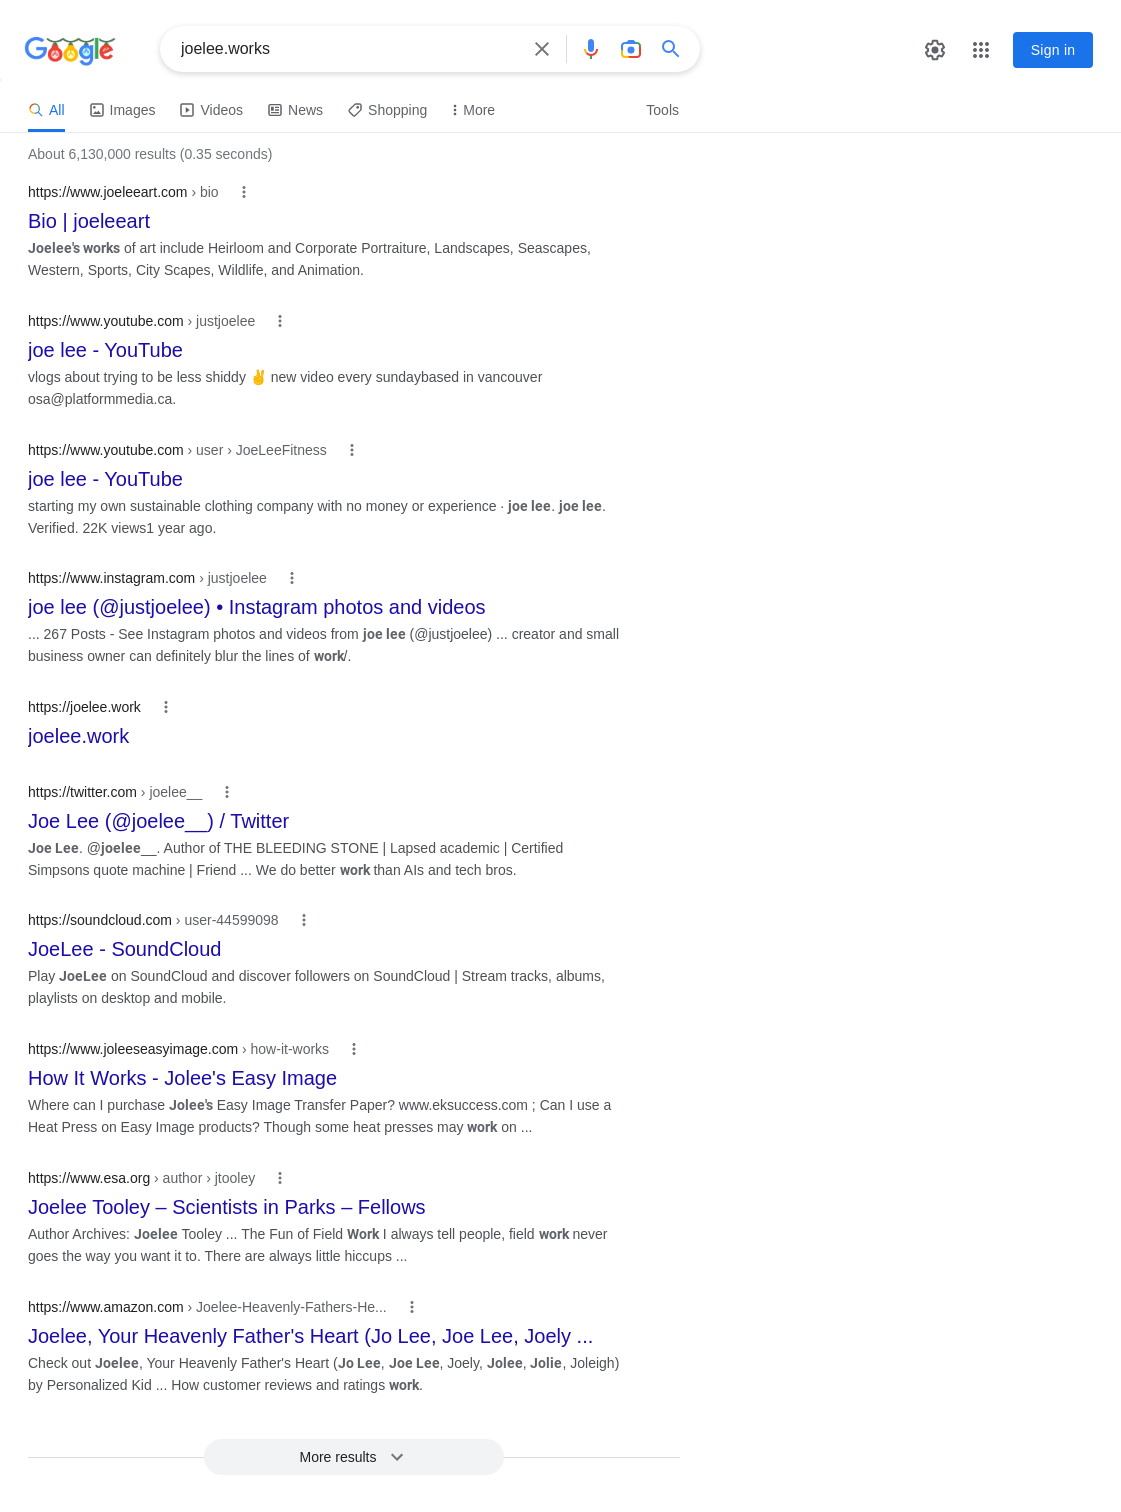 Google
joelee.works
Sign in
All Images Videos News Shopping More Tools
About 6,130,000 results (0.35 seconds)
https://www.joeleeart.com › bio
Bio | joeleeart
Joelee's works of art include Heirloom and Corporate Portraiture, Landscapes, Seascapes,
Western, Sports, City Scapes, Wildlife, and Animation.
https://www.youtube.com › justjoelee
joe lee - YouTube
vlogs about trying to be less shiddy ✌️ new video every sundaybased in vancouver
osa@platformmedia.ca.
https://www.youtube.com › user › JoeLeeFitness
joe lee - YouTube
starting my own sustainable clothing company with no money or experience · joe lee. joe lee.
Verified. 22K views1 year ago.
https://www.instagram.com › justjoelee
joe lee (@justjoelee) • Instagram photos and videos
... 267 Posts - See Instagram photos and videos from joe lee (@justjoelee) ... creator and small
business owner can definitely blur the lines of work/.
https://joelee.work
joelee.work
https://twitter.com › joelee__
Joe Lee (@joelee__) / Twitter
Joe Lee. @joelee__. Author of THE BLEEDING STONE | Lapsed academic | Certified
Simpsons quote machine | Friend ... We do better work than AIs and tech bros.
https://soundcloud.com › user-44599098
JoeLee - SoundCloud
Play JoeLee on SoundCloud and discover followers on SoundCloud | Stream tracks, albums,
playlists on desktop and mobile.
https://www.joleeseasyimage.com › how-it-works
How It Works - Jolee's Easy Image
Where can I purchase Jolee's Easy Image Transfer Paper? www.eksuccess.com ; Can I use a
Heat Press on Easy Image products? Though some heat presses may work on ...
https://www.esa.org › author › jtooley
Joelee Tooley – Scientists in Parks – Fellows
Author Archives: Joelee Tooley ... The Fun of Field Work I always tell people, field work never
goes the way you want it to. There are always little hiccups ...
https://www.amazon.com › Joelee-Heavenly-Fathers-He...
Joelee, Your Heavenly Father's Heart (Jo Lee, Joe Lee, Joely ...
Check out Joelee, Your Heavenly Father's Heart (Jo Lee, Joe Lee, Joely, Jolee, Jolie, Joleigh)
by Personalized Kid ... How customer reviews and ratings work.
More results